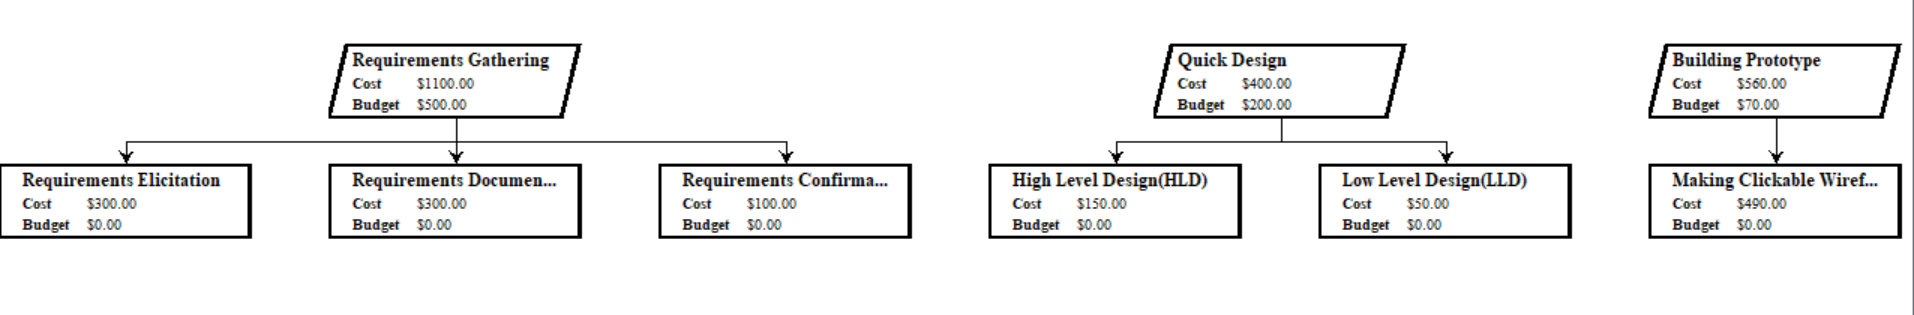 Requirements Gathering
Cost $1100.00
Budget $500.00
Quick Design
Cost $400.00
Budget $200.00
Building Prototype
Cost $560.00
Budget $70.00
Requirements Elicitation
Cost $300.00
Budget $0.00
Requirements Documen...
Cost $300.00
Budget $0.00
Requirements Confirma...
Cost $100.00
Budget $0.00
High Level Design(HLD)
Cost $150.00
Budget $0.00
Low Level Design(LLD)
Cost $50.00
Budget $0.00
Making Clickable Wiref...
Cost $490.00
Budget $0.00